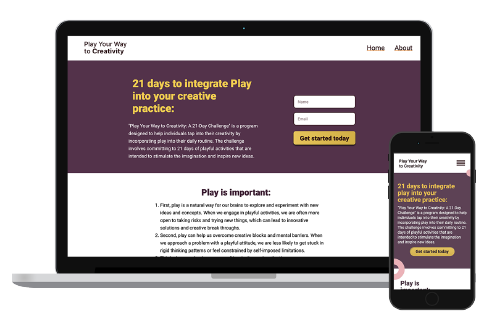 Play Your Way
to Creativity
Home About
21 days to integrate Play
into your creative
practice:
"Play Your Way to Creativity: A 21 Day Challenge" is a program
designed to help individuals tap into their creativity by
incorporating play into their daily routine. The challenge
involves committing to 21 days of playful activities that are
intended to stimulate the imagination and inspire new ideas.
Name
Email
Get started today
Play is important:
1. First, play is a natural way for our brains to explore and experiment with new
ideas and concepts. When we engage in playful activities, we are often more
open to taking risks and trying new things, which can lead to innovative
solutions and creative break throughs.
2. Second, play can help us overcome creative blocks and mental barriers. When
we approach a problem with a playful attitude, we are less likely to get stuck in
rigid thinking patterns or feel constrained by self-imposed limitations.
Play Your Way
to Creativity
21 days to integrate
play into your
creative practice:
"Play Your Way to Creativity: A 21 Day
Challenge" is a program designed to help
individuals tap into their creativity by
incorporating play into their daily routine.
The challenge involves committing to 21
days of playful activities that are intended to
stimulate the imagination and inspire new
ideas.
Get started today
Play is